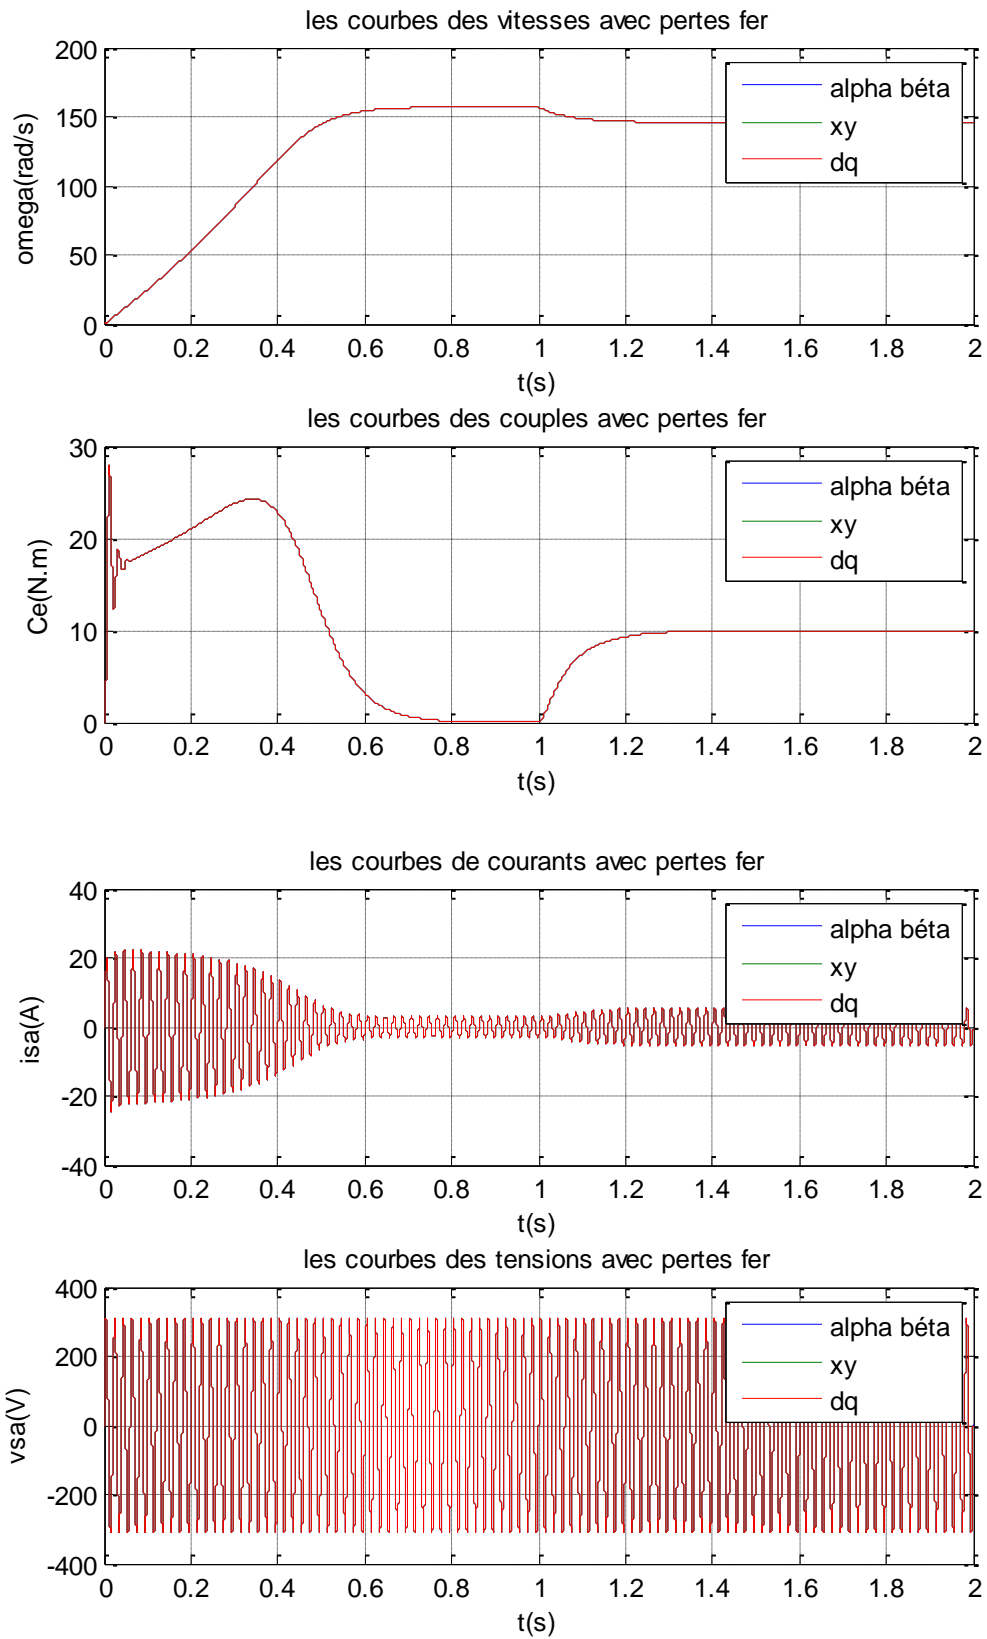 les courbes des vitesses avec pertes fer
200
150
100
50
0
omega(rad/s)
alpha béta
xy
dq
0 0.2 0.4 0.6 0.8 1 1.2 1.4 1.6 1.8 2
t(s)
les courbes des couples avec pertes fer
30
20
10
0
Ce(N.m)
alpha béta
xy
dq
0 0.2 0.4 0.6 0.8 1 1.2 1.4 1.6 1.8 2
t(s)
les courbes de courants avec pertes fer
40
20
0
-20
-40
isa(A)
alpha béta
xy
dq
0 0.2 0.4 0.6 0.8 1 1.2 1.4 1.6 1.8 2
t(s)
les courbes des tensions avec pertes fer
400
200
0
-200
-400
vsa(V)
alpha béta
xy
dq
0 0.2 0.4 0.6 0.8 1 1.2 1.4 1.6 1.8 2
t(s)